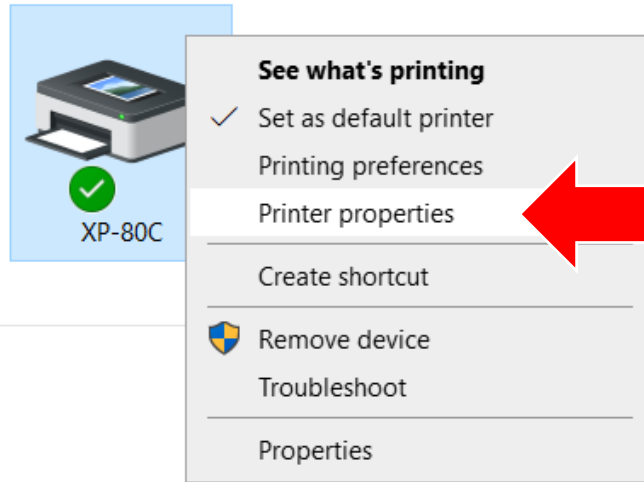 XP-80C
See what's printing
Set as default printer
Printing preferences
Printer properties
Create shortcut
Remove device
Troubleshoot
Properties